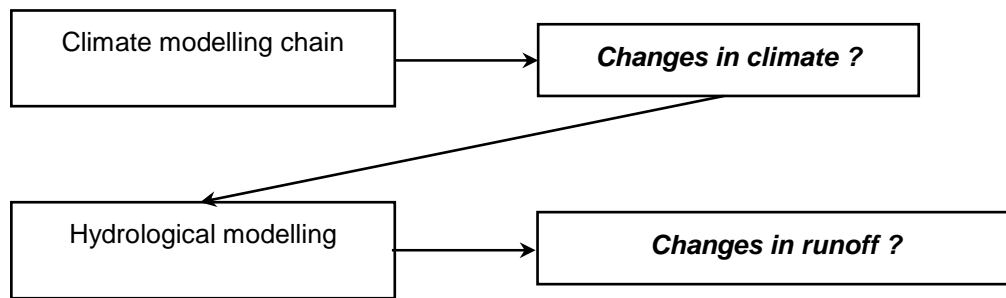 Climate modelling chain
Changes in climate ?
Hydrological modelling
Changes in runoff ?